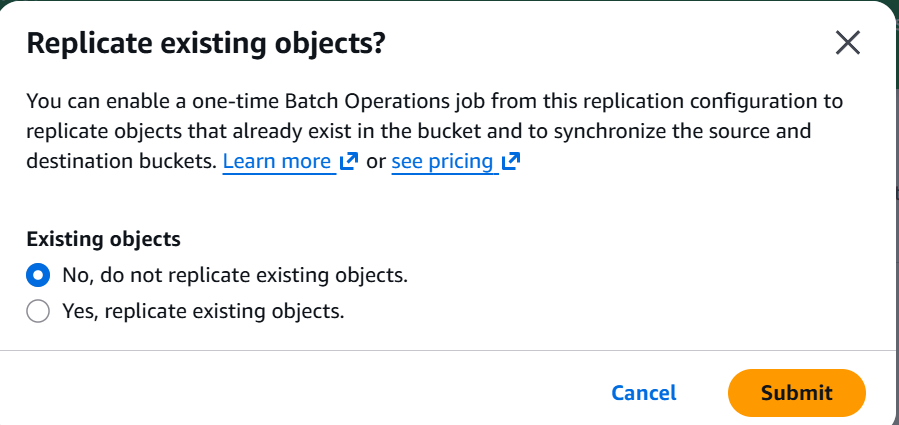 Replicate existing objects?
You can enable a one-time Batch Operations job from this replication configuration to
replicate objects that already exist in the bucket and to synchronize the source and
destination buckets. Learn more or see pricing
Existing objects
No, do not replicate existing objects.
Yes, replicate existing objects.
Cancel
Submit